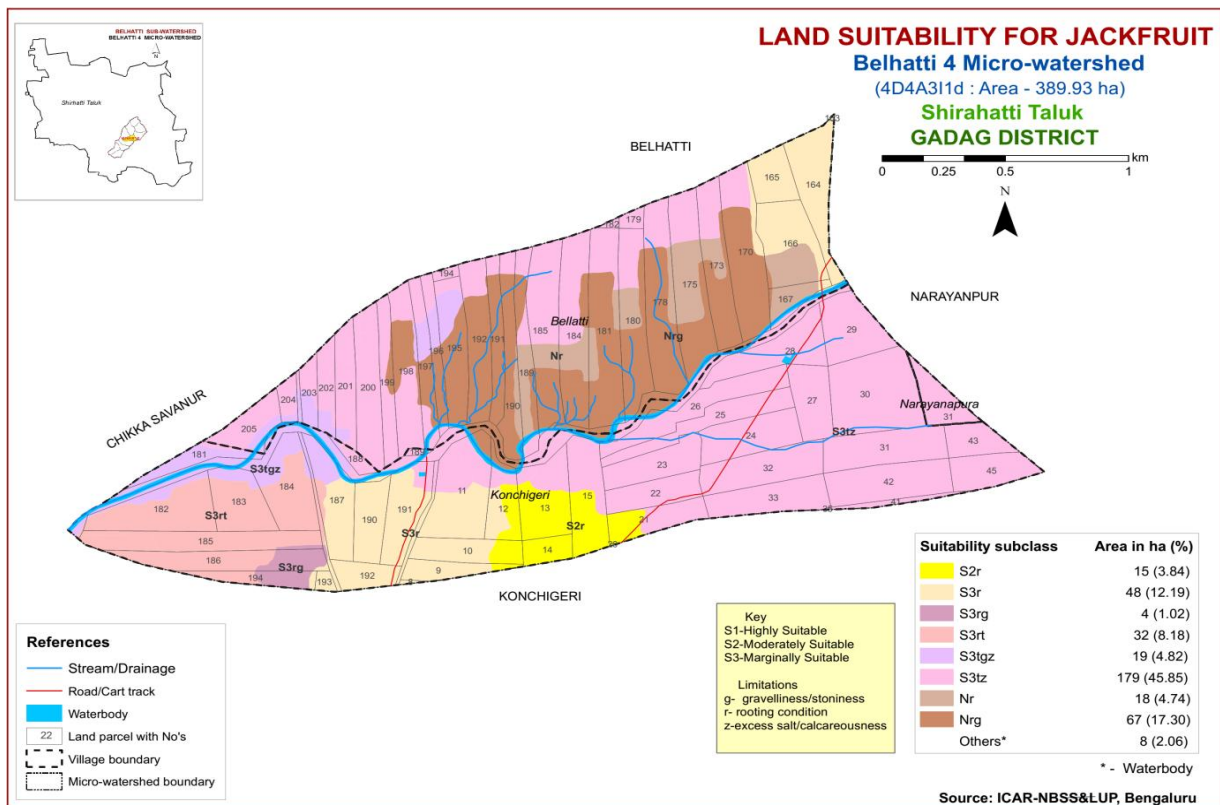 BELHATTI SUB-WATERSHED
BELHATTI 4 MICRO-WATERSHED
N
Shirhatti Taluk
LAND SUITABILITY FOR JACKFRUIT
Belhatti 4 Micro-watershed
(4D4A3I1d : Area - 389.93 ha)
Shirahatti Taluk
GADAG DISTRICT
0 0.25 0.5 1 km
N
BELHATTI
NARAYANPUR
CHIKKA SAVANUR
KONCHIGERI
165
164
166
179
182
170
173
175
167
194
178
180
181
Bellatti
185
184
Nrg
Nr
192
191
196
195
197
198
199
189
190
200
201
202
203
204
205
181
188
189
S3tgz
184
183
182
S3rt
185
186
194
S3rg
193
187
190
191
S3r
192
8
9
10
11
12
Konchigeri
13
15
S2r
14
20
21
22
23
24
25
26
27
28
29
30
Narayanapura
31
S3tz
31
43
32
42
45
33
41
36
Suitability subclass Area in ha (%)
S2r 15 (3.84)
S3r 48 (12.19)
S3rg 4 (1.02)
S3rt 32 (8.18)
S3tgz 19 (4.82)
S3tz 179 (45.85)
Nr 18 (4.74)
Nrg 67 (17.30)
Others* 8 (2.06)
* - Waterbody
Key
S1-Highly Suitable
S2-Moderately Suitable
S3-Marginally Suitable
Limitations
g- gravelliness/stoniness
r- rooting condition
z-excess salt/calcareousness
References
Stream/Drainage
Road/Cart track
Waterbody
22 Land parcel with No's
Village boundary
Micro-watershed boundary
Source: ICAR-NBSS&LUP, Bengaluru